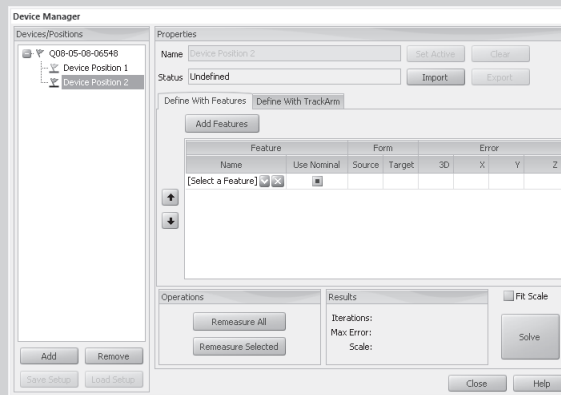 Device Manager
Devices/Positions
Q08-05-08-06548
Device Position 1
Device Position 2
Add Remove
Save Setup Load Setup
Properties
Name Device Position 2 Set Active Clear
Status Undefined Import Export
Define With Features Define With TrackArm
Add Features
Feature Form Error
Name Use Nominal Source Target 3D X Y Z
[Select a Feature]
Operations
Remeasure All
Remeasure Selected
Results
Iterations:
Max Error:
Scale:
Fit Scale
Solve
Close Help